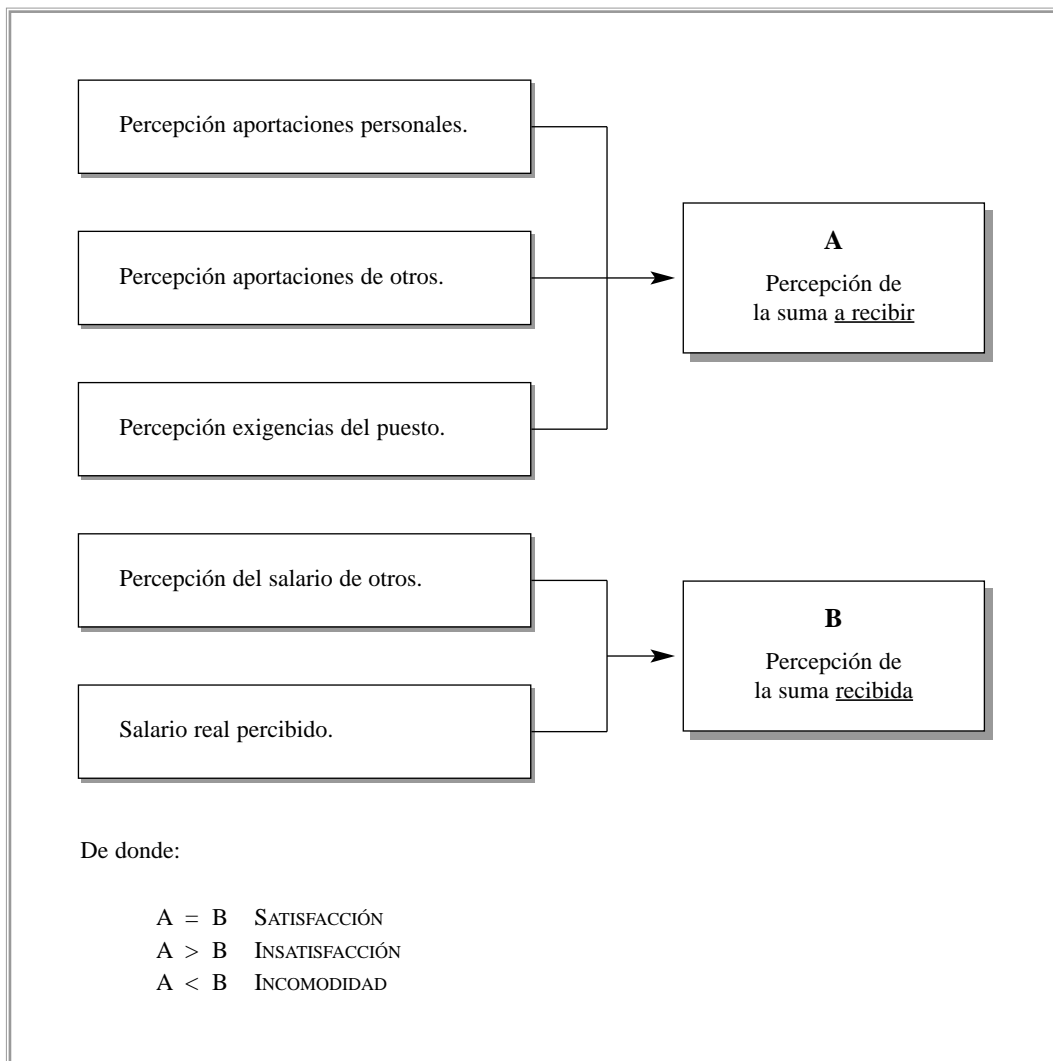 Percepción aportaciones personales.
Percepción aportaciones de otros.
Percepción exigencias del puesto.
A
Percepción de
la suma a recibir
Percepción del salario de otros.
Salario real percibido.
B
Percepción de
la suma recibida
De donde:
A = B SATISFACCIÓN
A > B INSATISFACCIÓN
A < B INCOMODIDAD